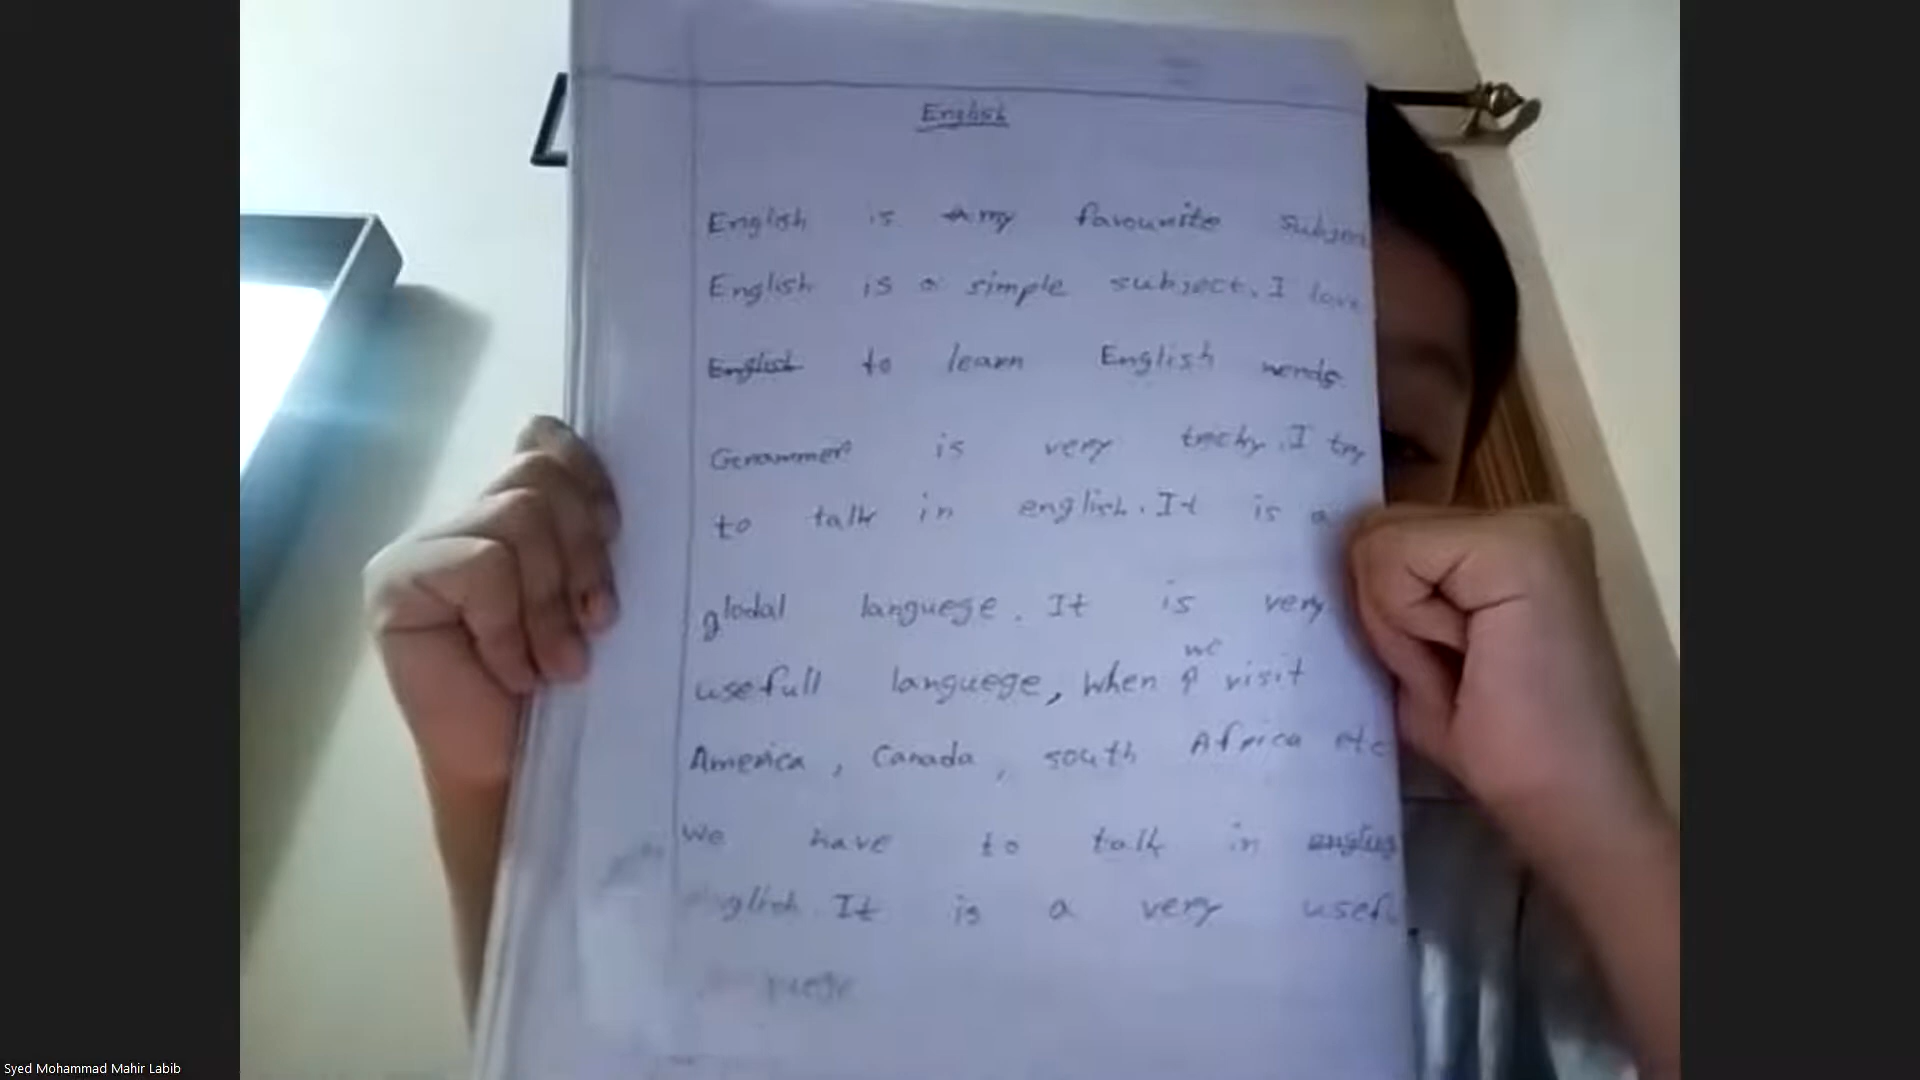 English
English is my favourite
English is a simple subject. I love
English to learn English words
Grammer is very tricky. I try
to talk in english. It is a
glodal languege. It is very
usefull languege, when we visit
America, Canada, south Africa etc
We have to talk in
It is a very
Syed Mohammad Mahir Labib